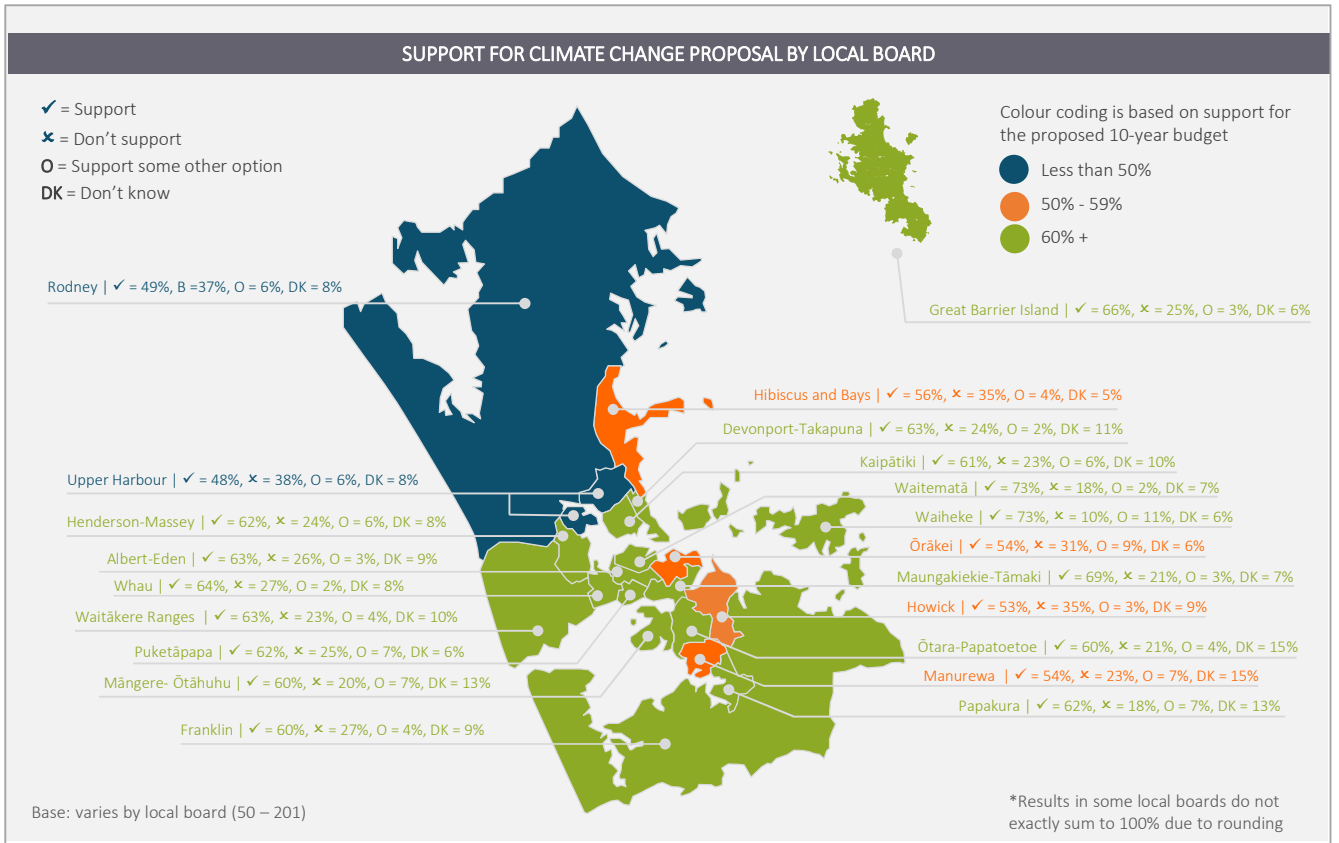 SUPPORT FOR CLIMATE CHANGE PROPOSAL BY LOCAL BOARD
✓ = Support
✗ = Don't support
O = Support some other option
DK = Don't know
Colour coding is based on support for
the proposed 10-year budget
Less than 50%
50% - 59%
60% +
Rodney | ✓ = 49%, B =37%, O = 6%, DK = 8%
Great Barrier Island | ✓ = 66%, ✗ = 25%, O = 3%, DK = 6%
Hibiscus and Bays | ✓ = 56%, ✗ = 35%, O = 4%, DK = 5%
Devonport-Takapuna | ✓ = 63%, ✗ = 24%, O = 2%, DK = 11%
Kaipātiki | ✓ = 61%, ✗ = 23%, O = 6%, DK = 10%
Upper Harbour | ✓ = 48%, ✗ = 38%, O = 6%, DK = 8%
Waitematā | ✓ = 73%, ✗ = 18%, O = 2%, DK = 7%
Henderson-Massey | ✓ = 62%, ✗ = 24%, O = 6%, DK = 8%
Waiheke | ✓ = 73%, ✗ = 10%, O = 11%, DK = 6%
Ōrākei | ✓ = 54%, ✗ = 31%, O = 9%, DK = 6%
Albert-Eden | ✓ = 63%, ✗ = 26%, O = 3%, DK = 9%
Maungakiekie-Tāmaki | ✓ = 69%, ✗ = 21%, O = 3%, DK = 7%
Whau | ✓ = 64%, ✗ = 27%, O = 2%, DK = 8%
Howick | ✓ = 53%, ✗ = 35%, O = 3%, DK = 9%
Waitākere Ranges | ✓ = 63%, ✗ = 23%, O = 4%, DK = 10%
Ōtara-Papatoetoe | ✓ = 60%, ✗ = 21%, O = 4%, DK = 15%
Puketāpapa | ✓ = 62%, ✗ = 25%, O = 7%, DK = 6%
Manurewa | ✓ = 54%, ✗ = 23%, O = 7%, DK = 15%
Māngere- Ōtāhuhu | ✓ = 60%, ✗ = 20%, O = 7%, DK = 13%
Papakura | ✓ = 62%, ✗ = 18%, O = 7%, DK = 13%
Franklin | ✓ = 60%, ✗ = 27%, O = 4%, DK = 9%
Base: varies by local board (50 – 201)
*Results in some local boards do not
exactly sum to 100% due to rounding